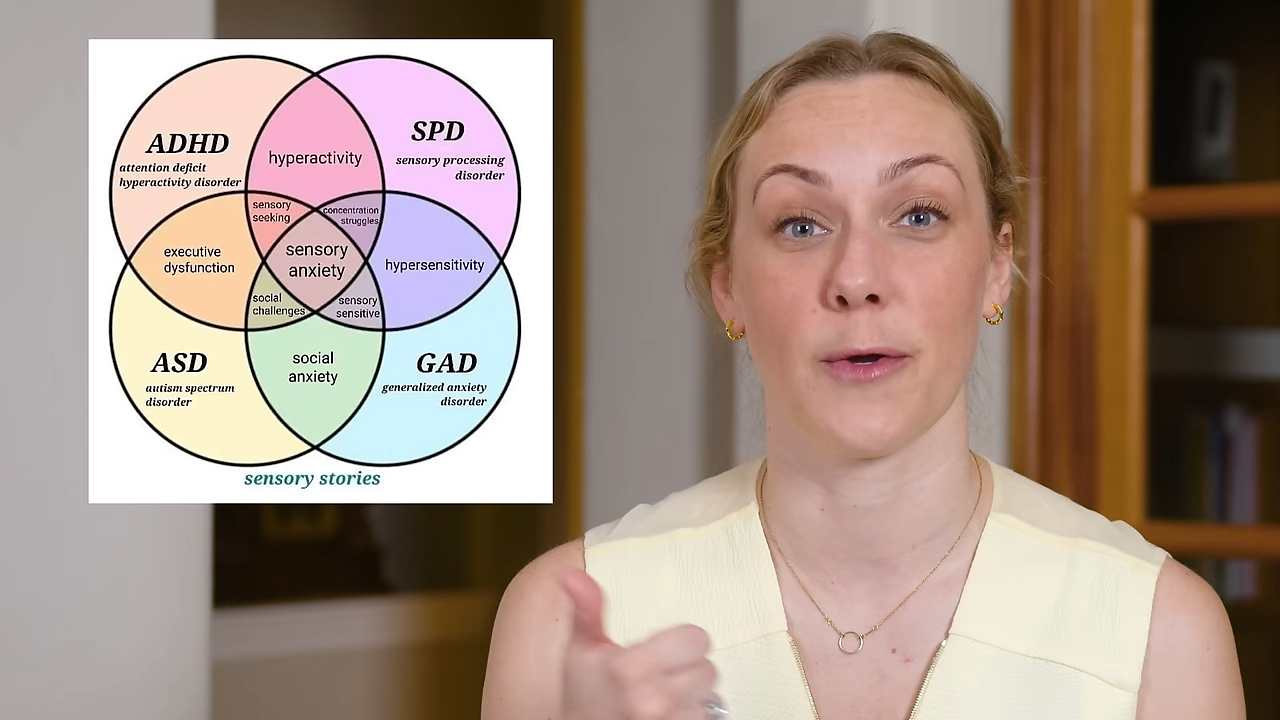 ADHD
attention deficit
hyperactivity disorder
hyperactivity
SPD
sensory processing
disorder
sensory
seeking
concentration
struggles
executive
dysfunction
sensory
anxiety
hypersensitivity
social
challenges
sensory
sensitive
ASD
autism spectrum
disorder
social
anxiety
GAD
generalized anxiety
disorder
sensory stories